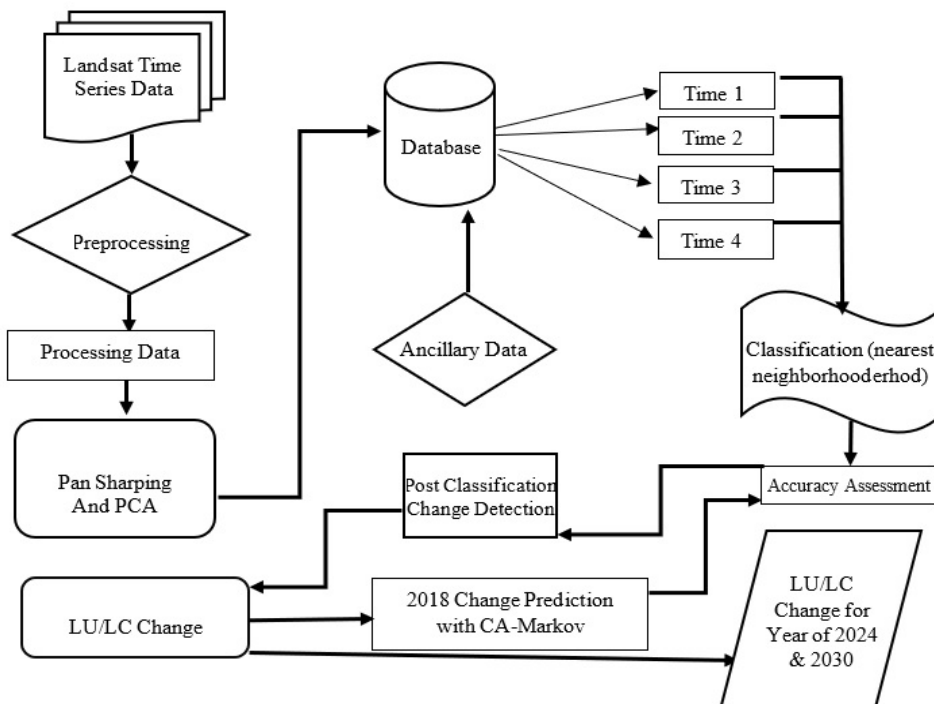 Landsat Time
Series Data
Preprocessing
Processing Data
Pan Sharping
And PCA
Database
Ancillary Data
Time 1
Time 2
Time 3
Time 4
Classification (nearest
neighborhooderhod)
Accuracy Assessment
Post Classification
Change Detection
LU/LC Change
2018 Change Prediction
with CA-Markov
LU/LC
Change for
Year of 2024
& 2030